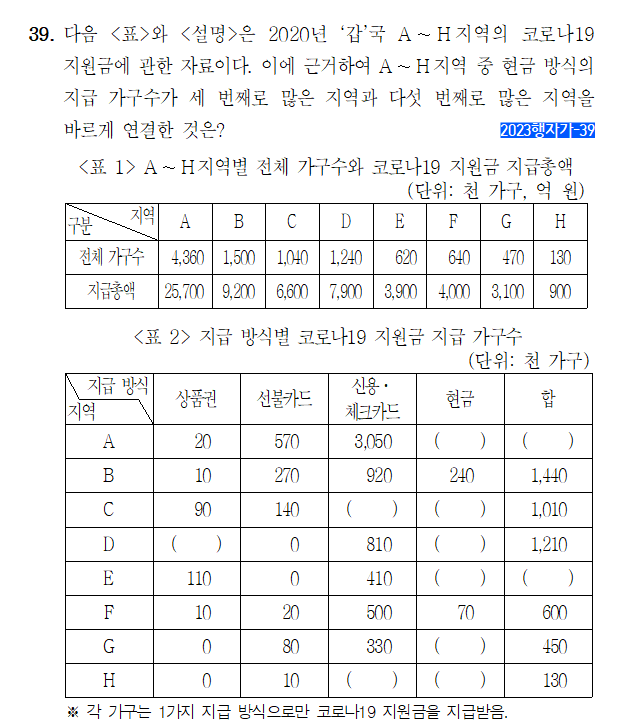 39. 다음 <표>와 <설명>은 2020년 ‘갑’국 A~H지역의 코로나19
지원금에 관한 자료이다. 이에 근거하여 A~H지역 중 현금 방식의
지급 가구수가 세 번째로 많은 지역과 다섯 번째로 많은 지역을
바르게 연결한 것은? 2023행자기-39
<표 1> A~H지역별 전체 가구수와 코로나19 지원금 지급총액
(단위: 천 가구, 억 원)
구분 지역 A B C D E F G H
전체 가구수 4,360 1,500 1,040 1,240 620 640 470 130
지급총액 25,700 9,200 6,600 7,900 3,900 4,000 3,100 900
<표 2> 지급 방식별 코로나19 지원금 지급 가구수
(단위: 천 가구)
지역 지급 방식 상품권 선불카드 신용·체크카드 현금 합
A 20 570 3,050 ( ) ( )
B 10 270 920 240 1,440
C 90 140 ( ) ( ) 1,010
D ( ) 0 810 ( ) 1,210
E 110 0 410 ( ) ( )
F 10 20 500 70 600
G 0 80 330 ( ) 450
H 0 10 ( ) ( ) 130
※ 각 가구는 1가지 지급 방식으로만 코로나19 지원금을 지급받음.